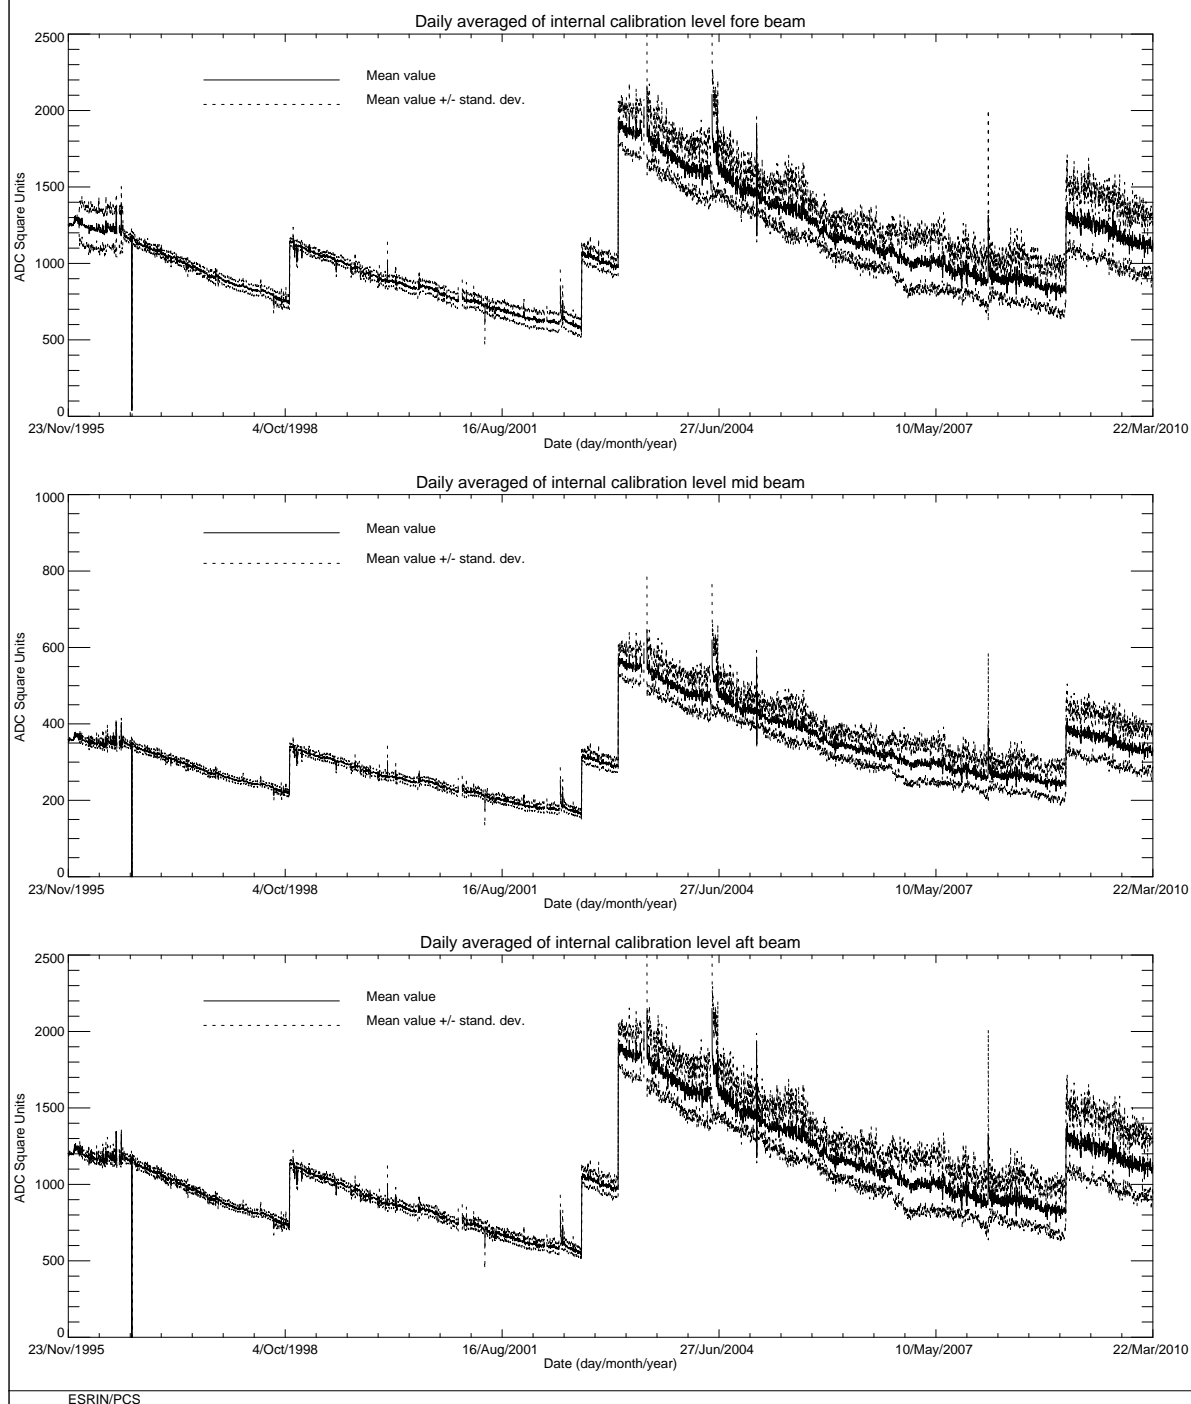 Daily averaged of internal calibration level fore beam
2500
Mean value
Mean value +/- stand. dev.
2000
1500
1000
500
0
ADC Square Units
23/Nov/1995 4/Oct/1998 16/Aug/2001 27/Jun/2004 10/May/2007 22/Mar/2010
Date (day/month/year)
Daily averaged of internal calibration level mid beam
1000
Mean value
Mean value +/- stand. dev.
800
600
400
200
0
ADC Square Units
23/Nov/1995 4/Oct/1998 16/Aug/2001 27/Jun/2004 10/May/2007 22/Mar/2010
Date (day/month/year)
Daily averaged of internal calibration level aft beam
2500
Mean value
Mean value +/- stand. dev.
2000
1500
1000
500
0
ADC Square Units
23/Nov/1995 4/Oct/1998 16/Aug/2001 27/Jun/2004 10/May/2007 22/Mar/2010
Date (day/month/year)
ESRIN/PCS